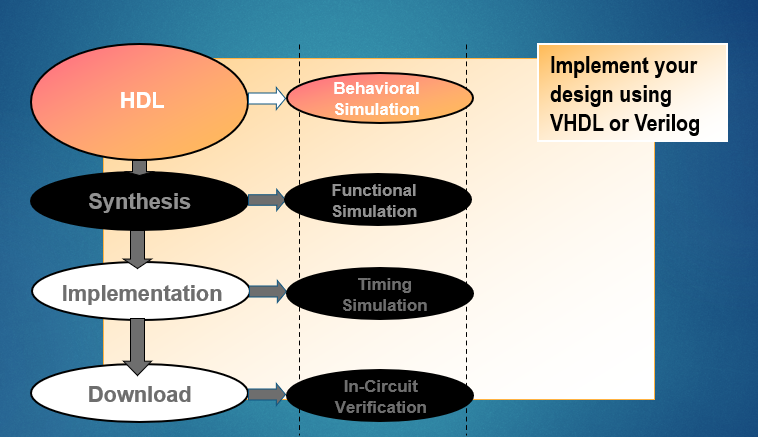 HDL
Behavioral
Simulation
Implement your
design using
VHDL or Verilog
Synthesis
Functional
Simulation
Implementation
Timing
Simulation
Download
In-Circuit
Verification